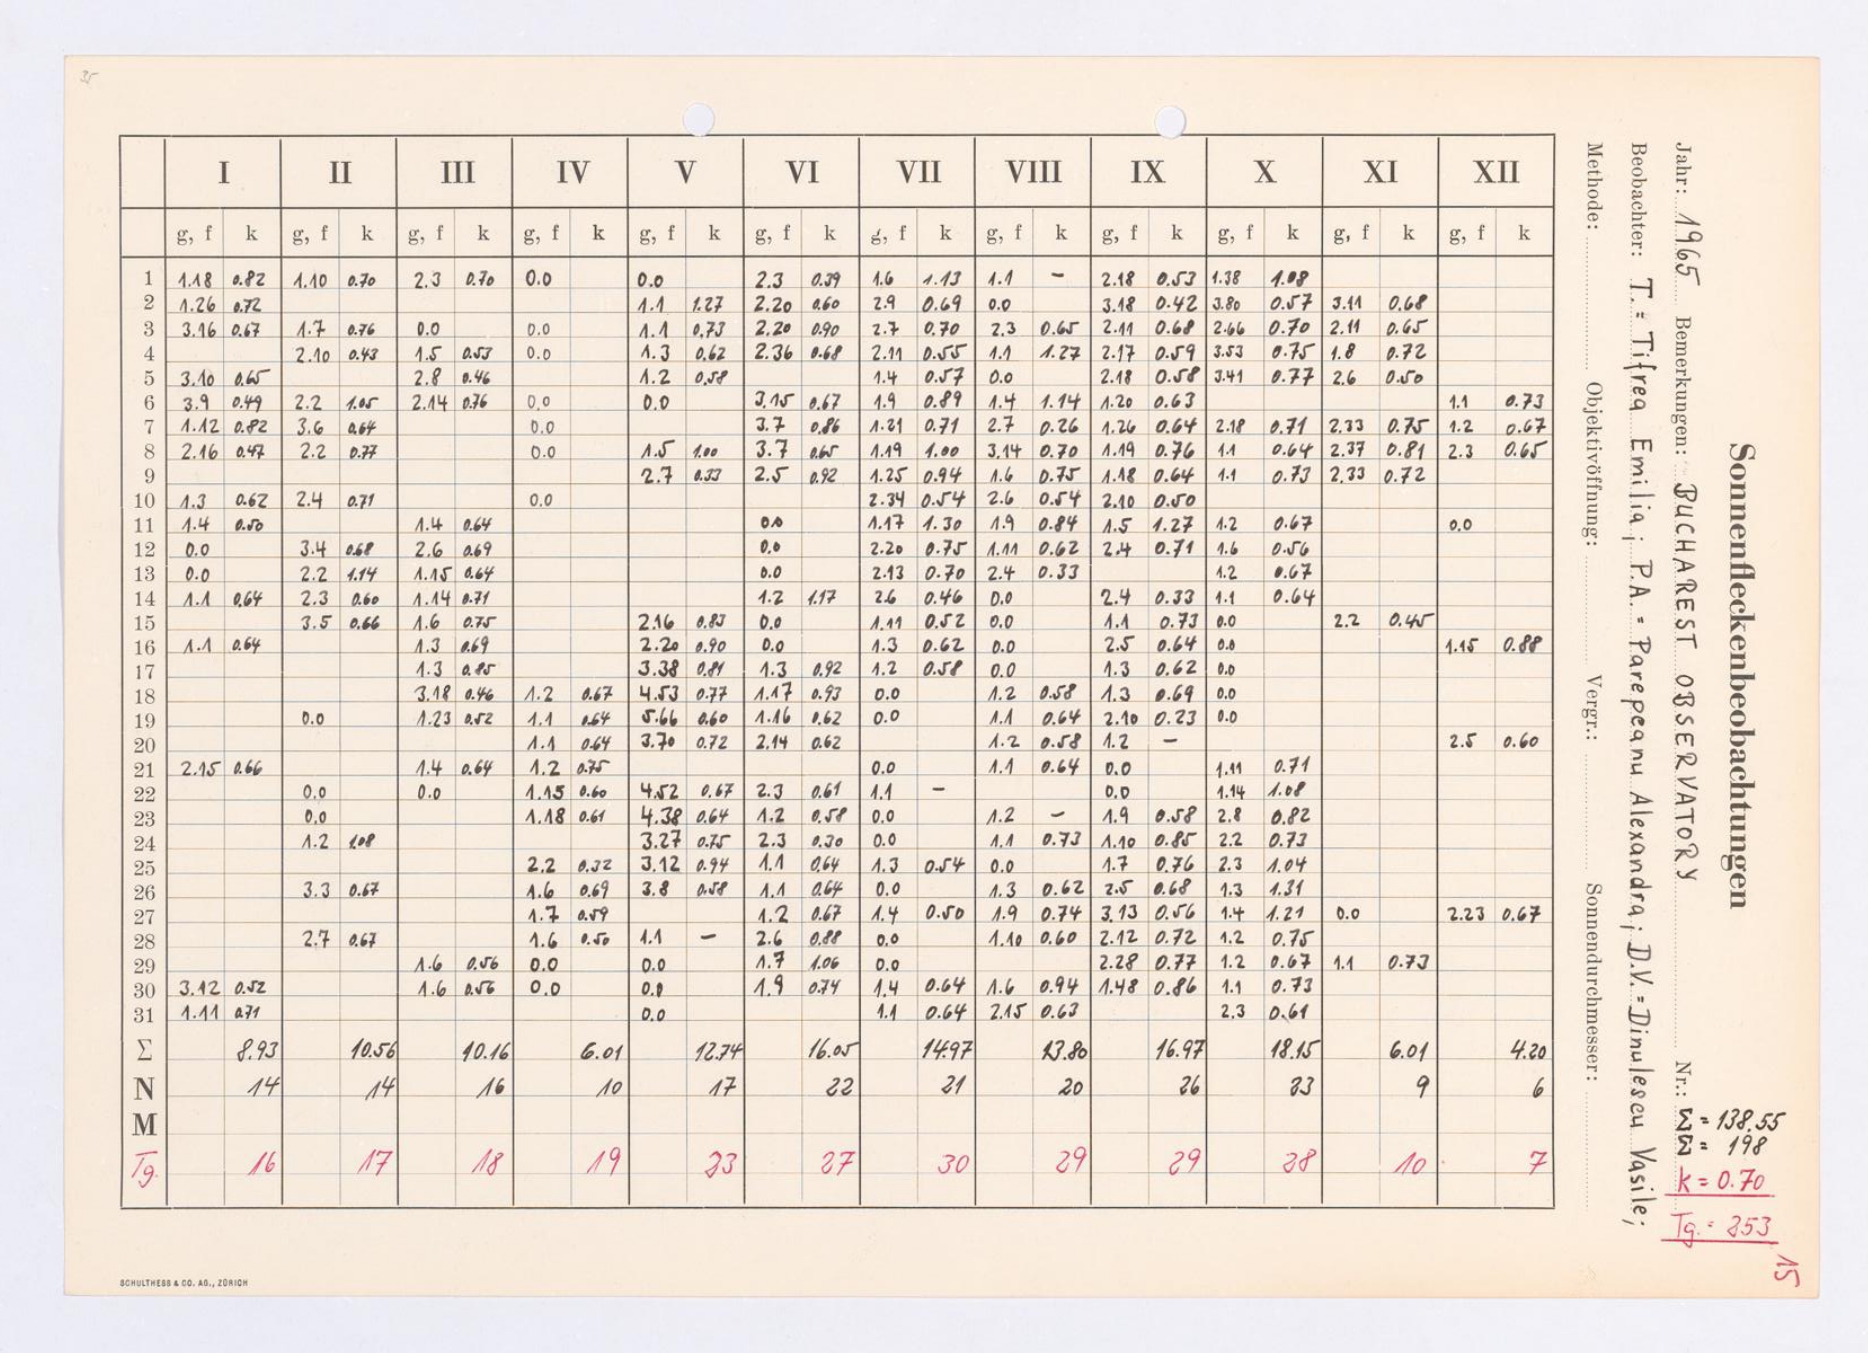 35
I II III IV V VI VII VIII IX X XI XII
g, f k g, f k g, f k g, f k g, f k g, f k g, f k g, f k g, f k g, f k g, f k g, f k
1 1.18 0.82 1.10 0.70 2.3 0.70 0.0 0.0 2.3 0.39 1.6 1.13 1.1 – 2.18 0.53 1.38 1.08
2 1.26 0.72 1.1 1.27 2.20 0.60 2.9 0.69 0.0 3.18 0.42 3.80 0.57 3.11 0.68
3 3.16 0.67 1.7 0.76 0.0 0.0 1.1 0.73 2.20 0.90 2.7 0.70 2.3 0.65 2.11 0.68 2.66 0.70 2.11 0.65
4 2.10 0.43 1.5 0.53 0.0 1.3 0.62 2.36 0.68 2.11 0.55 1.1 1.27 2.17 0.59 3.53 0.75 1.8 0.72
5 3.10 0.65 2.8 0.46 1.2 0.58 1.4 0.57 0.0 2.18 0.58 3.41 0.77 2.6 0.50
6 3.9 0.49 2.2 1.05 2.14 0.76 0.0 0.0 3.15 0.67 1.9 0.89 1.4 1.14 1.20 0.63 1.1 0.73
7 1.12 0.82 3.6 0.64 0.0 3.7 0.86 1.21 0.71 2.7 0.26 1.26 0.64 2.18 0.71 2.33 0.75 1.2 0.67
8 2.16 0.47 2.2 0.77 0.0 1.5 1.00 3.7 0.65 1.19 1.00 3.14 0.70 1.19 0.76 1.1 0.64 2.37 0.81 2.3 0.65
9 2.7 0.33 2.5 0.92 1.25 0.94 1.6 0.75 1.18 0.64 1.1 0.73 2.33 0.72
10 1.3 0.62 2.4 0.71 0.0 2.34 0.54 2.6 0.54 2.10 0.50
11 1.4 0.50 1.4 0.64 0.0 1.17 1.30 1.9 0.84 1.5 1.27 1.2 0.67 0.0
12 0.0 3.4 0.68 2.6 0.69 0.0 2.20 0.75 1.11 0.62 2.4 0.71 1.6 0.56
13 0.0 2.2 1.14 1.15 0.64 0.0 2.13 0.70 2.4 0.33 1.2 0.67
14 1.1 0.64 2.3 0.60 1.14 0.71 1.2 1.17 2.6 0.46 0.0 2.4 0.33 1.1 0.64
15 3.5 0.66 1.6 0.75 2.16 0.83 0.0 1.11 0.52 0.0 1.1 0.73 0.0 2.2 0.45
16 1.1 0.64 1.3 0.69 2.20 0.90 0.0 1.3 0.62 0.0 2.5 0.64 0.0 1.15 0.88
17 1.3 0.85 3.38 0.81 1.3 0.92 1.2 0.58 0.0 1.3 0.62 0.0
18 3.18 0.46 1.2 0.67 4.53 0.77 1.17 0.93 0.0 1.2 0.58 1.3 0.69 0.0
19 0.0 1.23 0.52 1.1 0.64 5.66 0.60 1.16 0.62 0.0 1.1 0.64 2.10 0.23 0.0
20 1.1 0.64 3.70 0.72 2.14 0.62 1.2 0.58 1.2 – 2.5 0.60
21 2.15 0.66 1.4 0.64 1.2 0.75 0.0 1.1 0.64 0.0 1.11 0.71
22 0.0 0.0 1.15 0.60 4.52 0.67 2.3 0.61 1.1 – 0.0 1.14 1.08
23 0.0 1.18 0.61 4.38 0.64 1.2 0.58 0.0 1.2 – 1.9 0.58 2.8 0.82
24 1.2 1.08 3.27 0.75 2.3 0.30 0.0 1.1 0.73 1.10 0.85 2.2 0.73
25 2.2 0.32 3.12 0.94 1.1 0.64 1.3 0.54 0.0 1.7 0.76 2.3 1.04
26 3.3 0.67 1.6 0.69 3.8 0.58 1.1 0.64 0.0 1.3 0.62 2.5 0.68 1.3 1.31
27 1.7 0.59 1.2 0.67 1.4 0.50 1.9 0.74 3.13 0.56 1.4 1.21 0.0 2.23 0.67
28 2.7 0.67 1.6 0.50 1.1 – 2.6 0.88 0.0 1.10 0.60 2.12 0.72 1.2 0.75
29 1.6 0.56 0.0 0.0 1.7 1.06 0.0 2.28 0.77 1.2 0.67 1.1 0.73
30 3.12 0.52 1.6 0.56 0.0 0.0 1.9 0.74 1.4 0.64 1.6 0.94 1.48 0.86 1.1 0.73
31 1.11 0.71 0.0 1.1 0.64 2.15 0.63 2.3 0.61
Σ 8.93 10.56 10.16 6.01 12.74 16.05 14.97 13.80 16.97 18.15 6.01 4.20
N 14 14 16 10 17 22 21 20 26 23 9 6
M
Tg. 16 17 18 19 23 27 30 29 29 28 10 7
SCHULTHESS & CO. AG., ZÜRICH
Sonnenfleckenbeobachtungen
Jahr: 1965 Bemerkungen: BUCHAREST OBSERVATORY Nr.:
Beobachter: T. = Tifrea Emilia; P.A. = Parepeanu Alexandra; D.V. = Dinulescu Vasile;
Methode: Objektivöffnung: Vergr.: Sonnendurchmesser:
Σ = 138.55
Σ = 198
k = 0.70
Tg. = 253
15